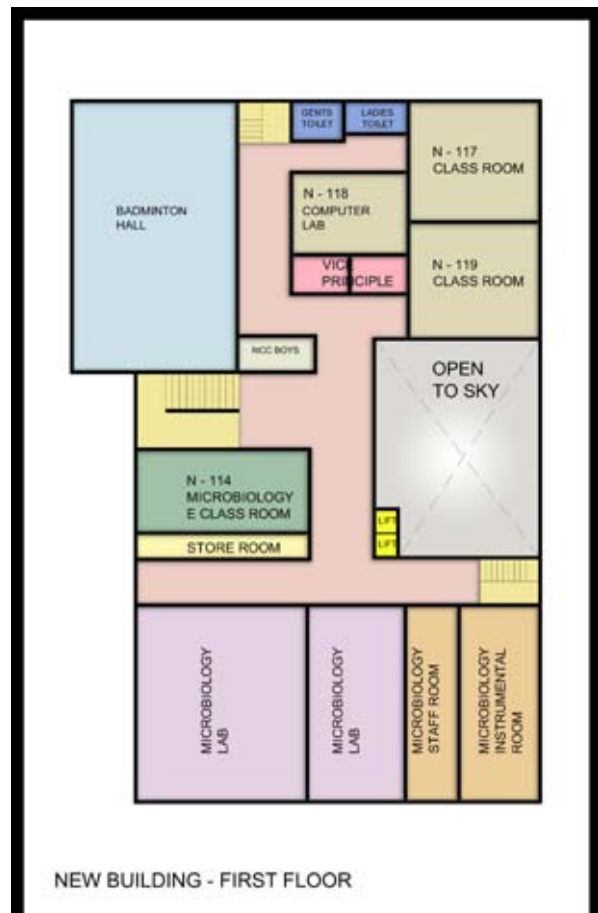 GENTS
TOILET
LADIES
TOILET
N - 117
CLASS ROOM
N - 118
COMPUTER
LAB
BADMINTON
HALL
VICE
PRINCIPLE
N - 119
CLASS ROOM
NCC BOYS
OPEN
TO SKY
N - 114
MICROBIOLOGY
E CLASS ROOM
STORE ROOM
LIFT
LIFT
MICROBIOLOGY
LAB
MICROBIOLOGY
LAB
MICROBIOLOGY
STAFF ROOM
MICROBIOLOGY
INSTRUMENTAL
ROOM
NEW BUILDING - FIRST FLOOR